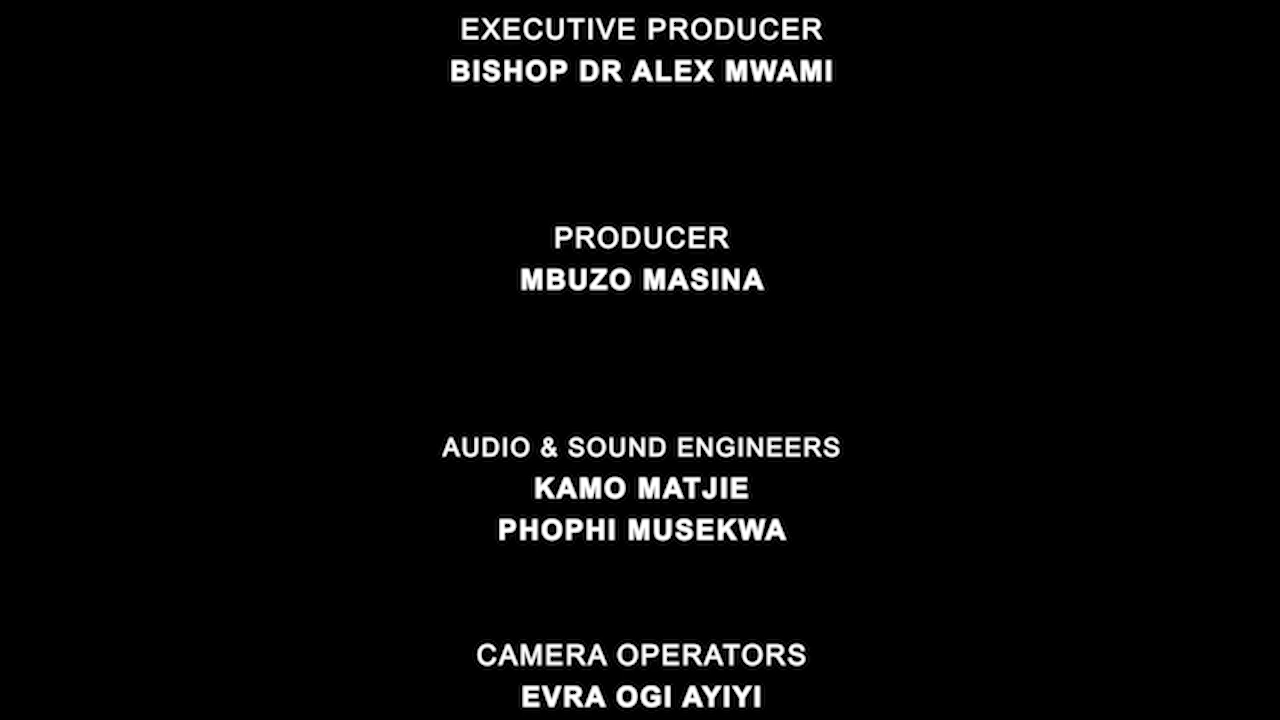 EXECUTIVE PRODUCER
BISHOP DR ALEX MWAMI
PRODUCER
MBUZO MASINA
AUDIO & SOUND ENGINEERS
KAMO MATJIE
PHOPHI MUSEKWA
CAMERA OPERATORS
EVRA OGI AYIYI